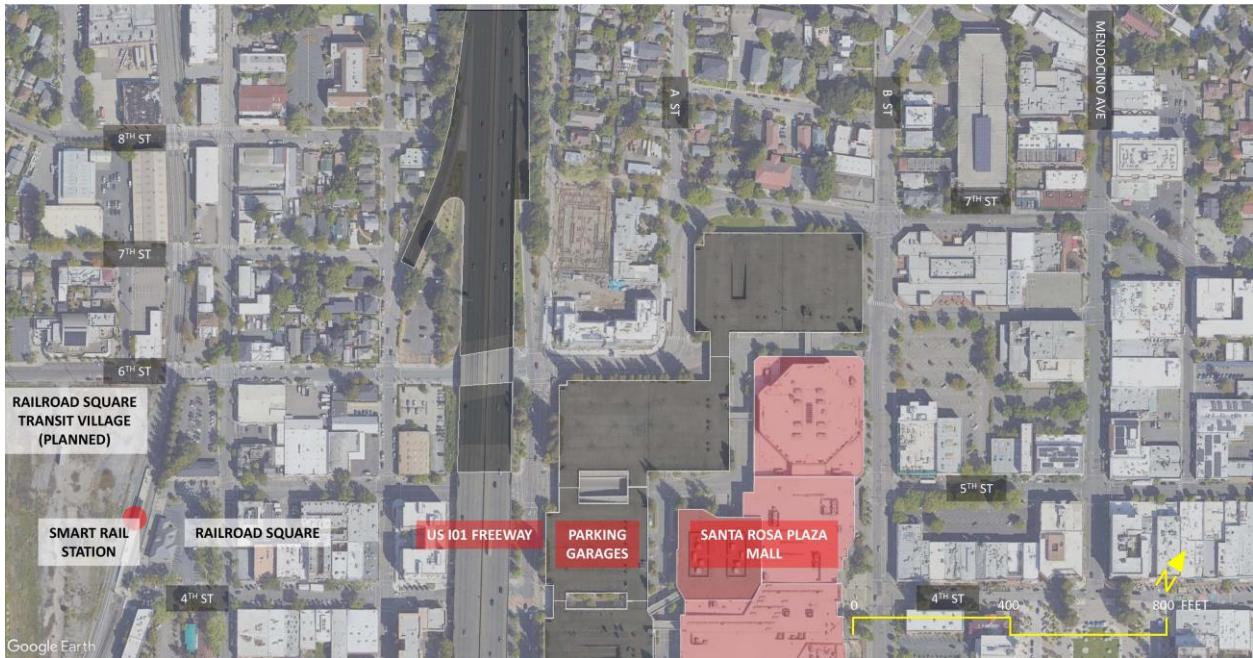 MENDOCINO AVE
A ST
B ST
8TH ST
7TH ST
7TH ST
6TH ST
RAILROAD SQUARE
TRANSIT VILLAGE
(PLANNED)
5TH ST
SMART RAIL
STATION
RAILROAD SQUARE
US I01 FREEWAY
PARKING
GARAGES
SANTA ROSA PLAZA
MALL
4TH ST
4TH ST
N
0
400
800 FEET
Google Earth